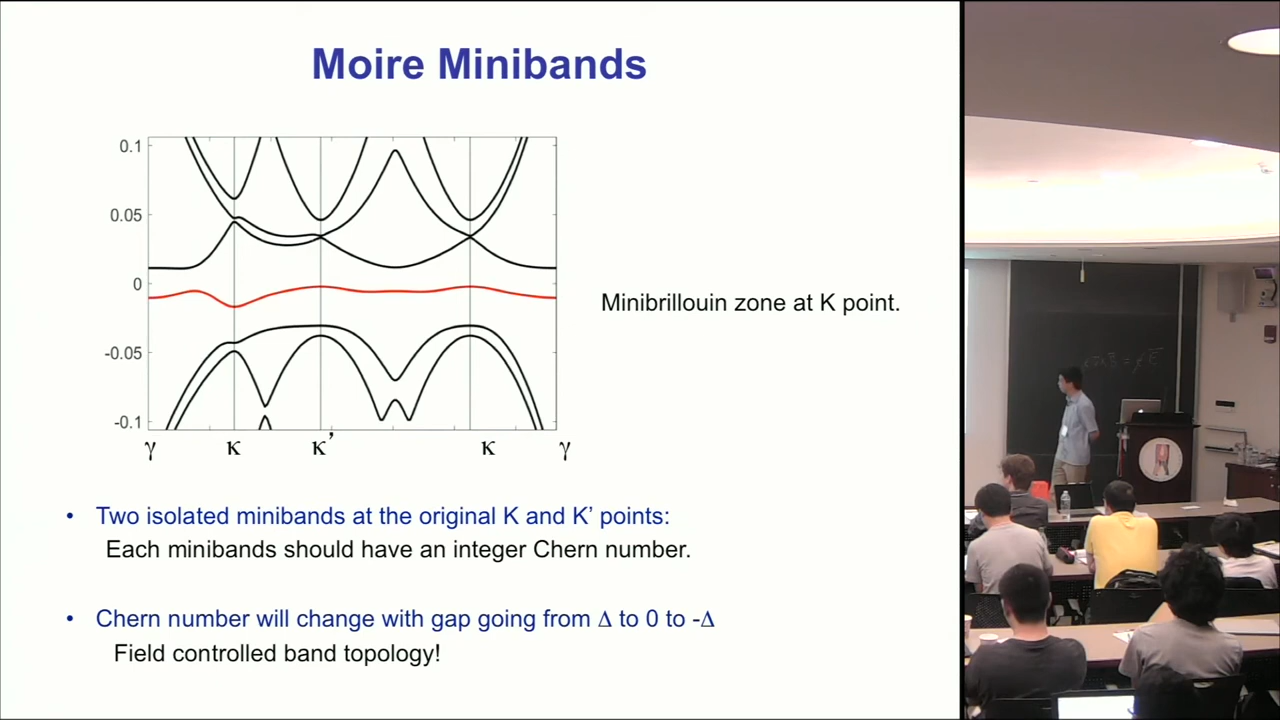 Moire Minibands
0.1
0.05
0
-0.05
-0.1
γ κ κ’ κ γ
Minibrillouin zone at K point.
• Two isolated minibands at the original K and K’ points:
Each minibands should have an integer Chern number.
• Chern number will change with gap going from Δ to 0 to -Δ
Field controlled band topology!